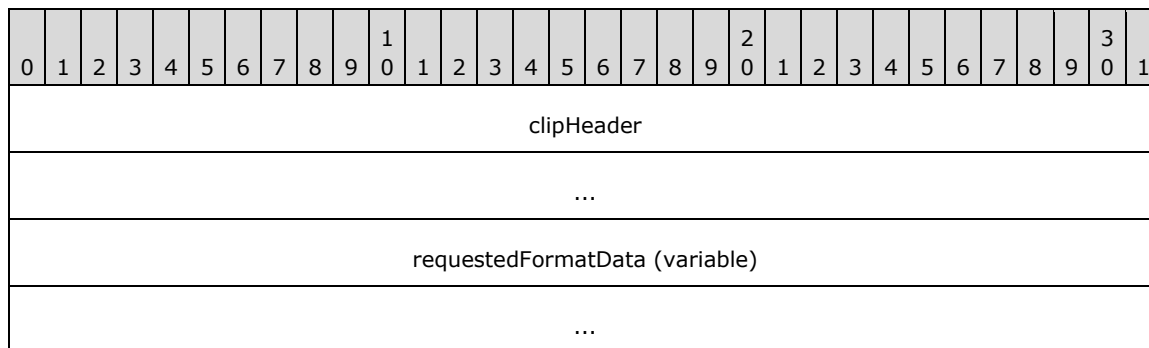 1 2 3
0 1 2 3 4 5 6 7 8 9 0 1 2 3 4 5 6 7 8 9 0 1 2 3 4 5 6 7 8 9 0 1
clipHeader
...
requestedFormatData (variable)
...